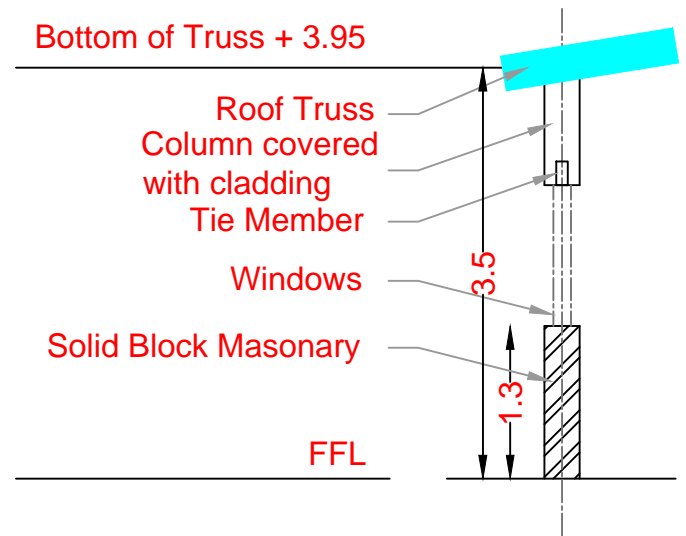 Bottom of Truss + 3.95
Roof Truss
Column covered
with cladding
Tie Member
Windows
3.5
Solid Block Masonary
1.3
FFL